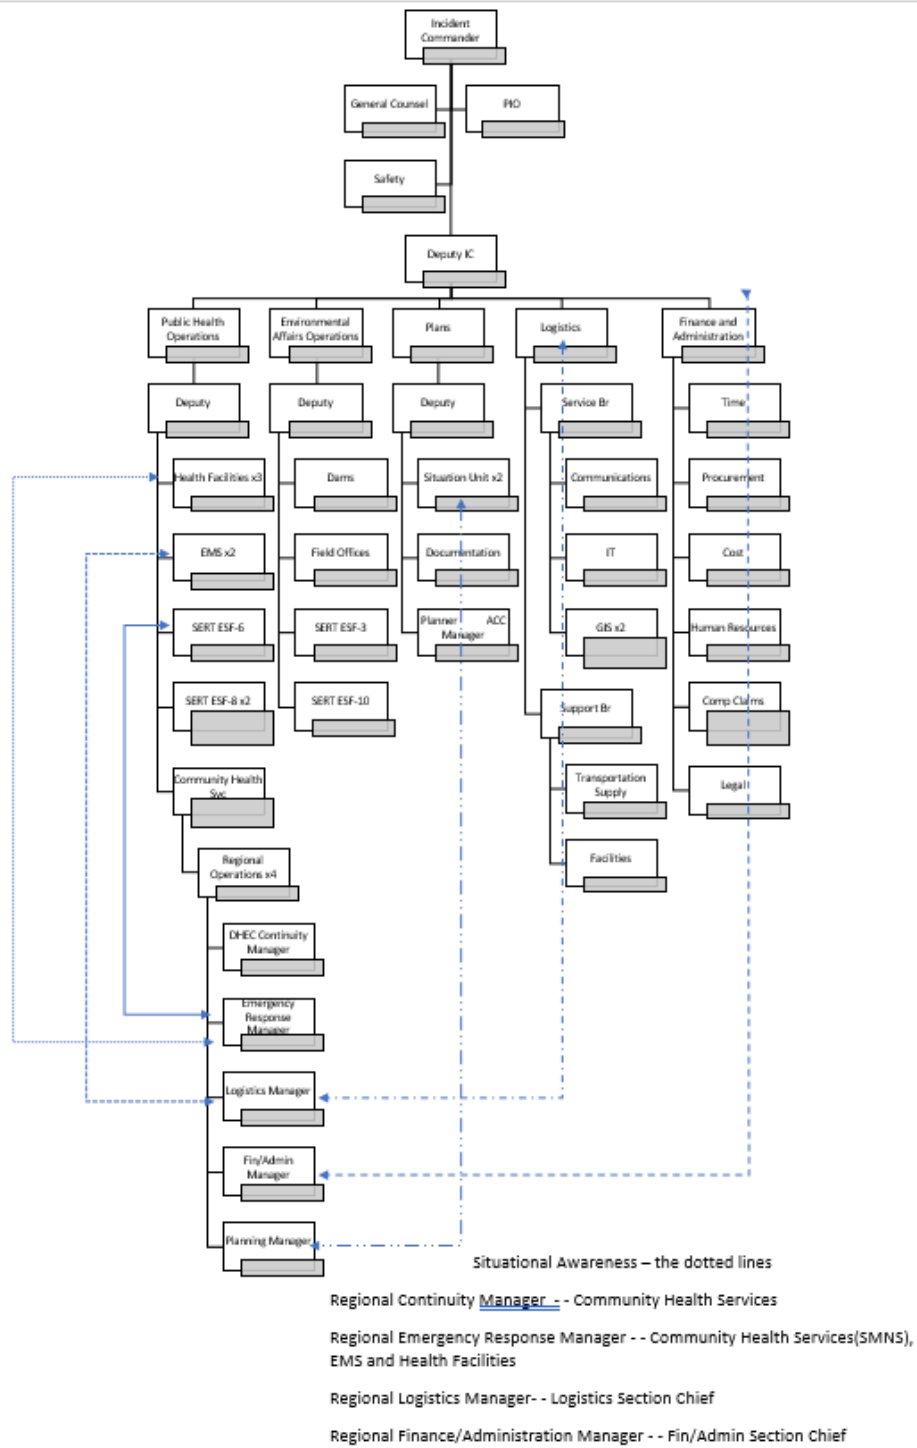 Incident
Commander
General Counsel
PIO
Safety
Deputy IC
Public Health
Operations
Environmental
Affairs Operations
Plans
Logistics
Finance and
Administration
Deputy
Deputy
Deputy
Service Br
Time
Health Facilities x3
Dams
Situation Unit x2
Communications
Procurement
EMS x2
Field Offices
Documentation
IT
Cost
SERT ESF-6
SERT ESF-3
Planner ACC
Manager
GIS x2
Human Resources
SERT ESF-8 x2
SERT ESF-10
Support Br
Comp Claims
Community Health
Svc
Transportation
Supply
Legal
Regional
Operations x4
Facilities
DHEC Continuity
Manager
Emergency
Response
Manager
Logistics Manager
Fin/Admin
Manager
Planning Manager
Situational Awareness – the dotted lines
Regional Continuity Manager - - Community Health Services
Regional Emergency Response Manager - - Community Health Services(SMNS),
EMS and Health Facilities
Regional Logistics Manager- - Logistics Section Chief
Regional Finance/Administration Manager - - Fin/Admin Section Chief